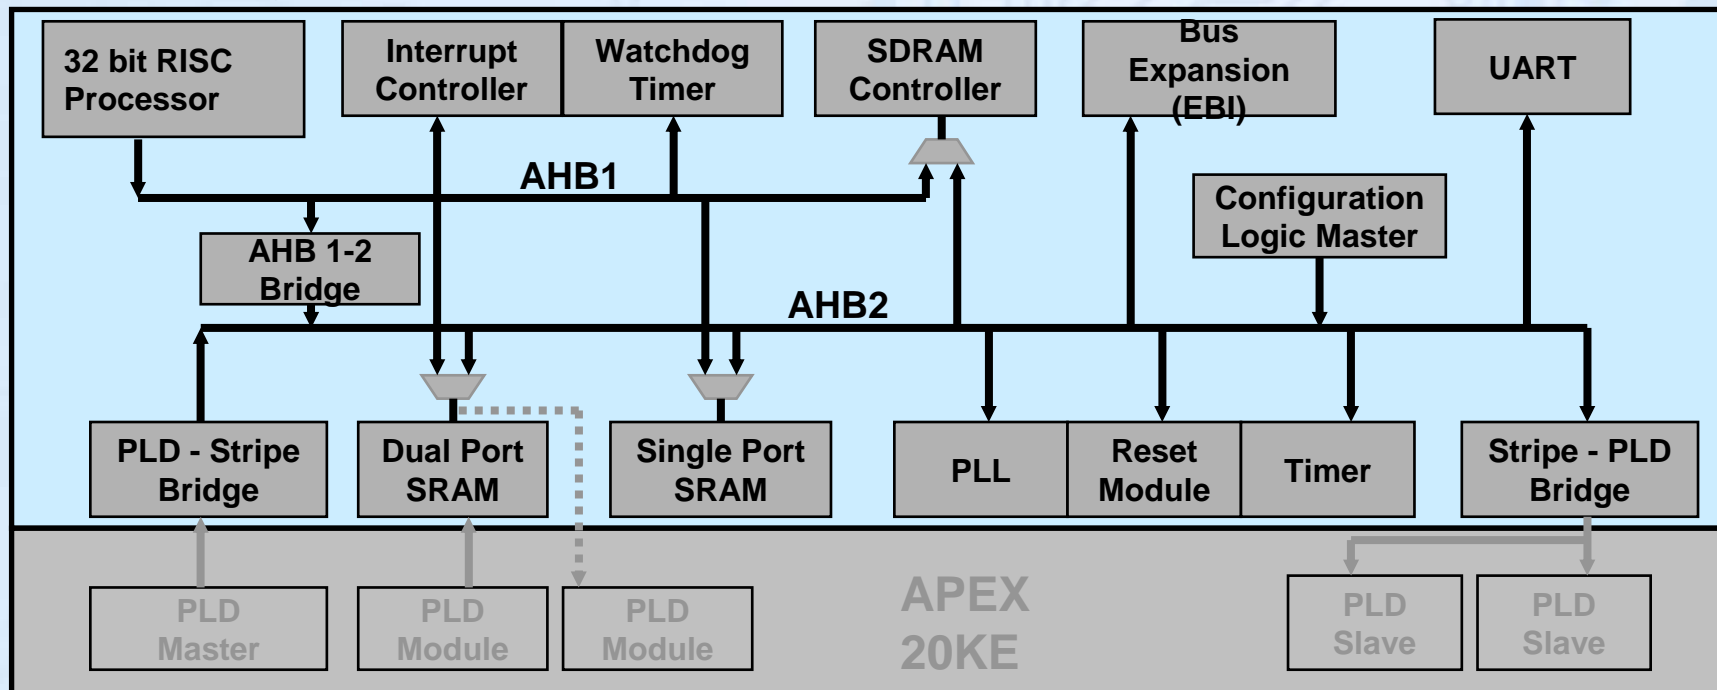 32 bit RISC
Processor
Interrupt
Controller
Watchdog
Timer
SDRAM
Controller
Bus
Expansion
(EBI)
UART
AHB1
Configuration
Logic Master
AHB 1-2
Bridge
AHB2
PLD - Stripe
Bridge
Dual Port
SRAM
Single Port
SRAM
PLL
Reset
Module
Timer
Stripe - PLD
Bridge
PLD
Master
PLD
Module
PLD
Module
APEX
20KE
PLD
Slave
PLD
Slave